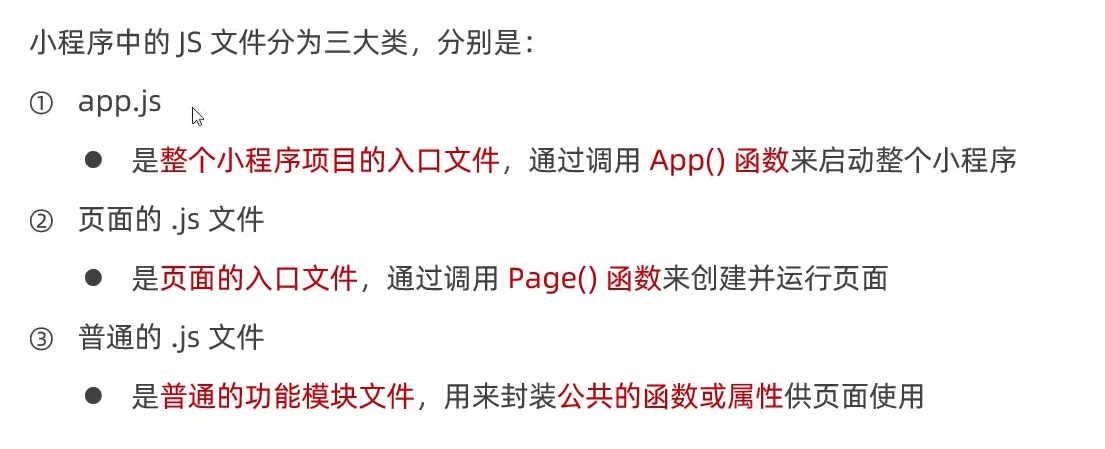 小程序中的 JS 文件分为三大类，分别是：
① app.js
● 是整个小程序项目的入口文件，通过调用 App() 函数来启动整个小程序
② 页面的 .js 文件
● 是页面的入口文件，通过调用 Page() 函数来创建并运行页面
③ 普通的 .js 文件
● 是普通的功能模块文件，用来封装公共的函数或属性供页面使用